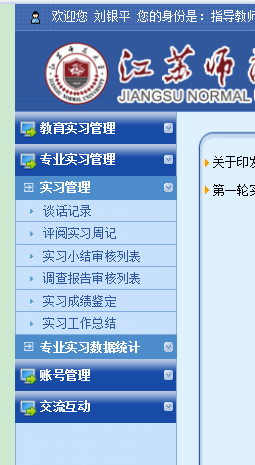 欢迎您 刘银平 您的身份是：指导教师
江苏师
JIANGSU NORMAL U
教育实习管理
专业实习管理
实习管理
谈话记录
评阅实习周记
实习小结审核列表
调查报告审核列表
实习成绩鉴定
实习工作总结
专业实习数据统计
账号管理
交流互动
关于印发
第一轮实